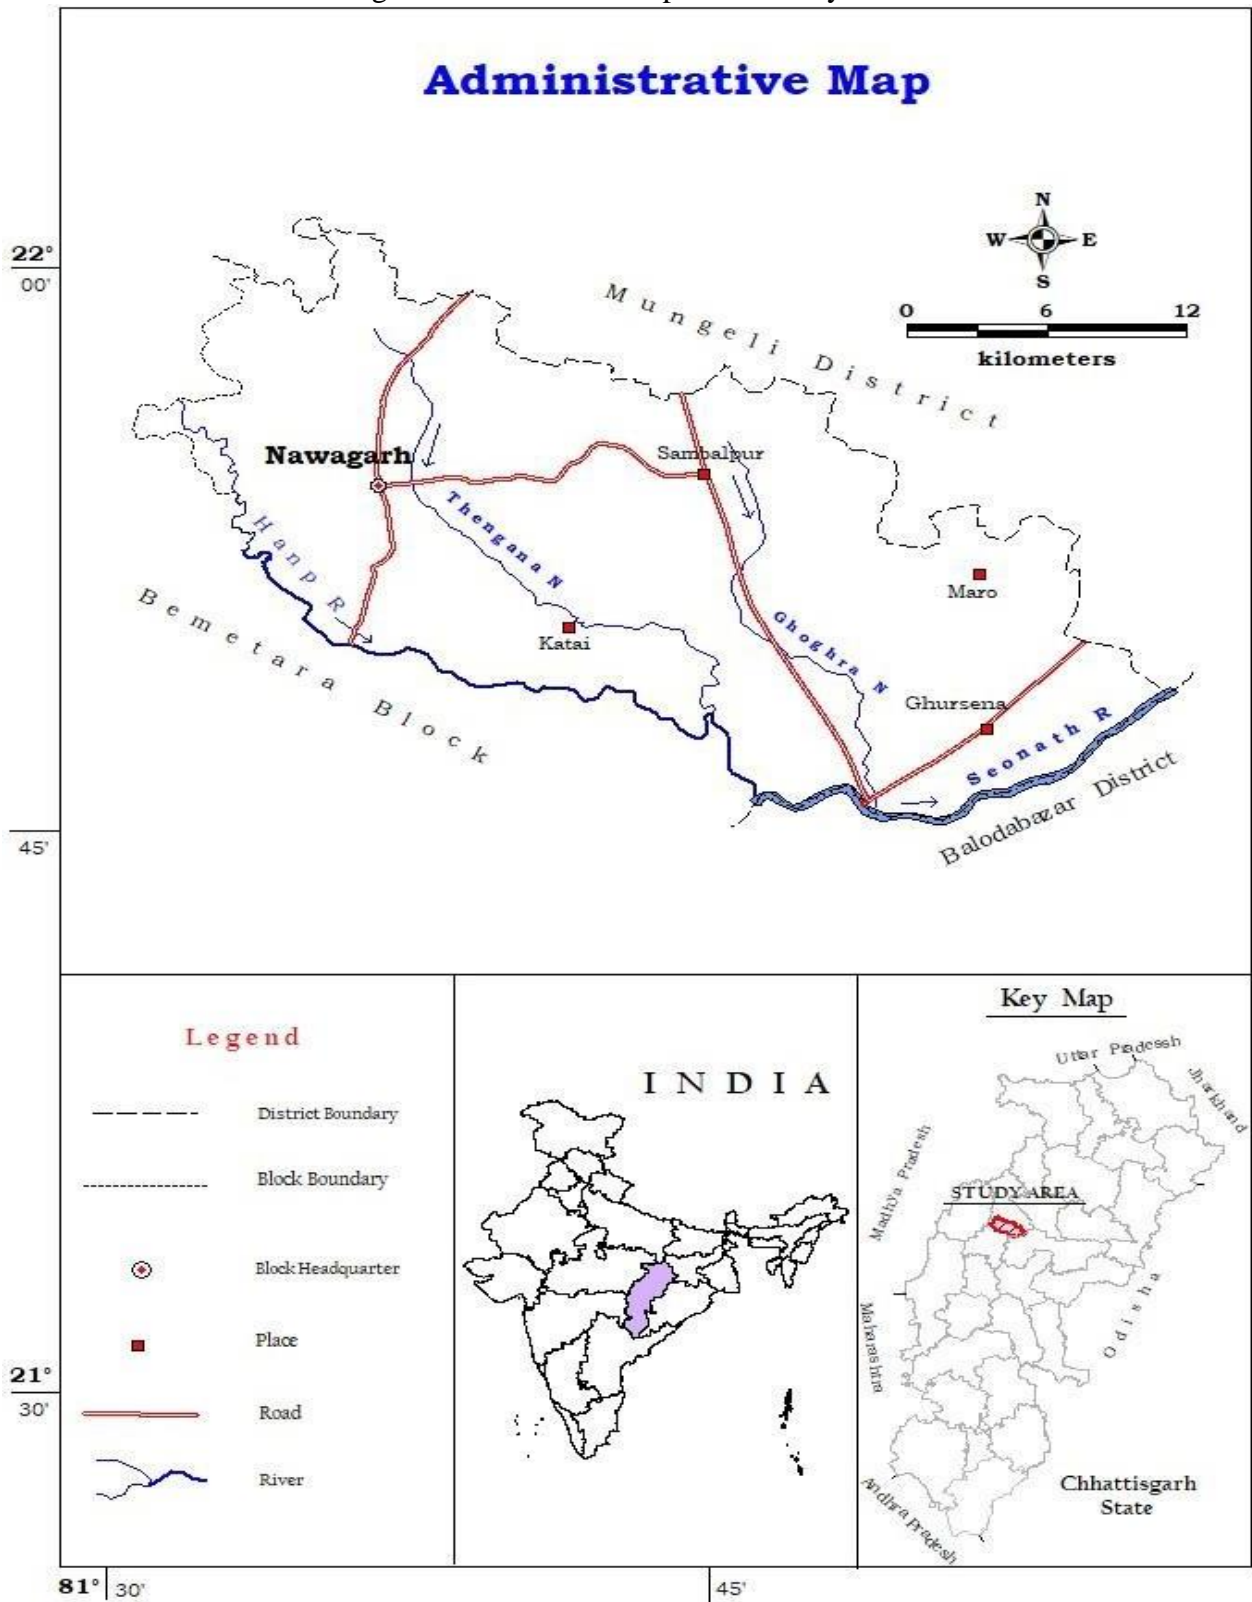 Administrative Map
N
W E
S
0 6 12
kilometers
22°
00'
Mungeli District
Nawagarh
Sambalpur
Thengana N
Hanp R
Maro
Katai
Ghoghra N
Bemetara Block
Ghursena
Seonath R
Balodabazar District
45'
Legend
District Boundary
Block Boundary
Block Headquarter
Place
Road
River
INDIA
Key Map
Uttar Pradessh
Jharkhand
Madhya Pradesh
STUDY AREA
Odisha
Maharashtra
Chhattisgarh
State
Andhra pradesh
21°
30'
81° 30'
45'